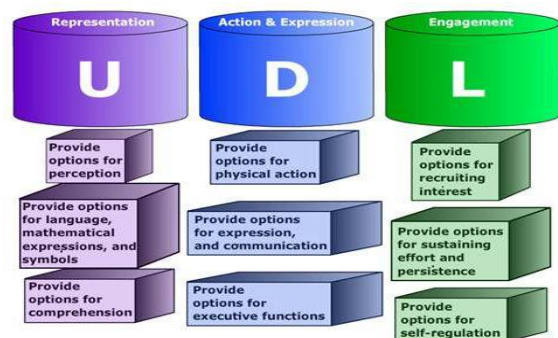 Representation
U
Provide
options for
perception
Provide options
for language,
mathematical
expressions, and
symbols
Provide
options for
comprehension
Action & Expression
D
Provide
options for
physical action
Provide options
for expression,
and communication
Provide
options for
executive functions
Engagement
L
Provide
options for
recruiting
interest
Provide options
for sustaining
effort and
persistence
Provide
options for
self-regulation